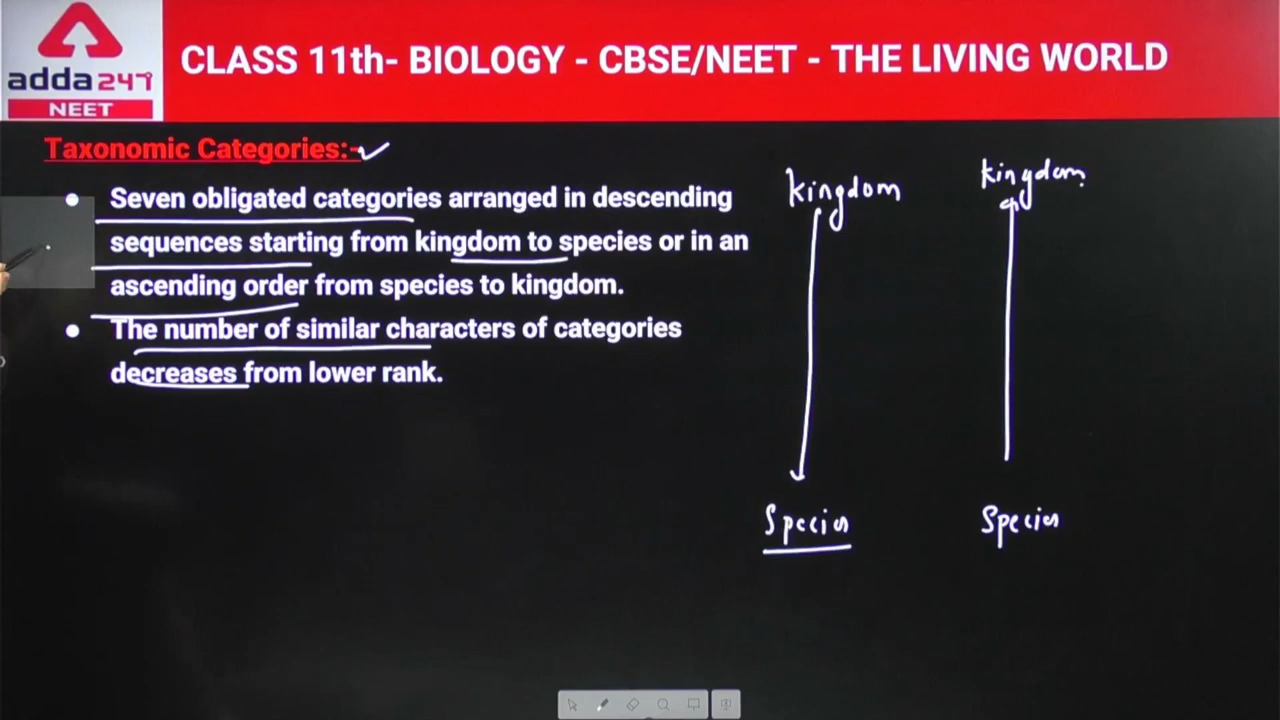 adda247
NEET
CLASS 11th- BIOLOGY - CBSE/NEET - THE LIVING WORLD
Taxonomic Categories:-
Seven obligated categories arranged in descending
sequences starting from kingdom to species or in an
ascending order from species to kingdom.
The number of similar characters of categories
decreases from lower rank.
kingdom
Species
kingdom
Species